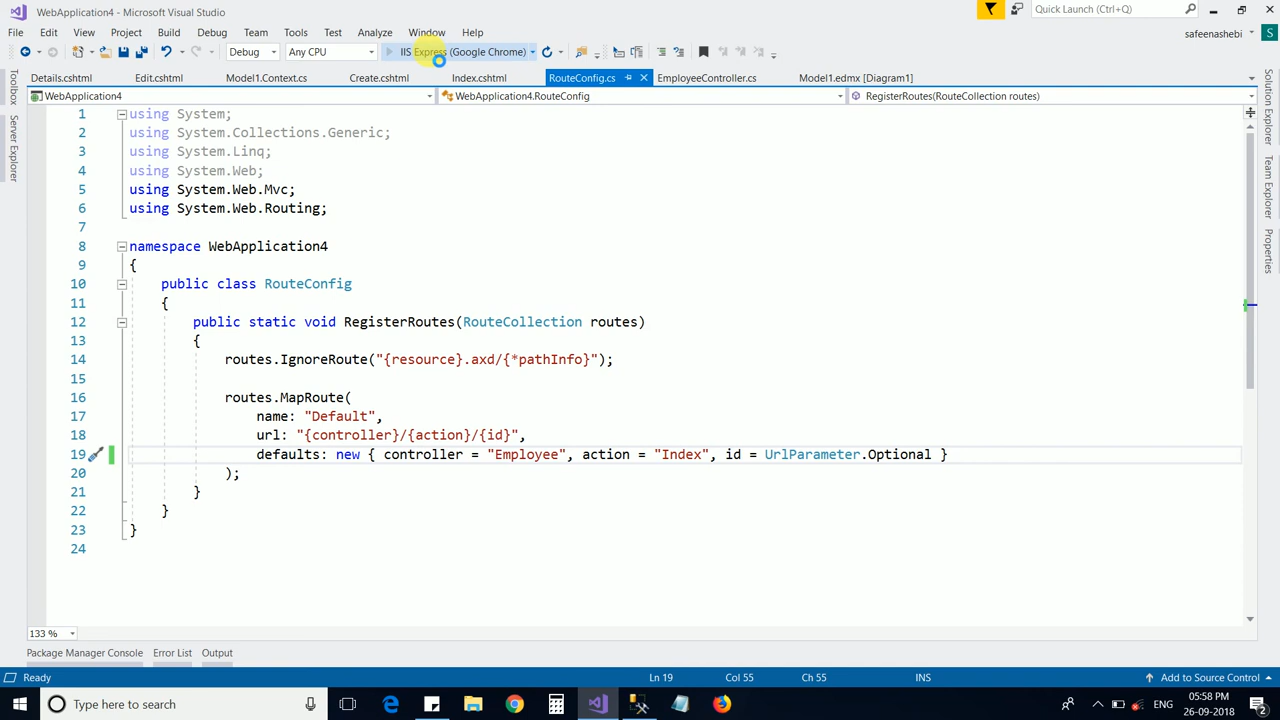 WebApplication4 - Microsoft Visual Studio
Quick Launch (Ctrl+Q)
File Edit View Project Build Debug Team Tools Test Analyze Window Help
safeenashebi
S
Debug Any CPU IIS Express (Google Chrome)
Details.cshtml Edit.cshtml Model1.Context.cs Create.cshtml Index.cshtml RouteConfig.cs EmployeeController.cs Model1.edmx [Diagram1]
WebApplication4 WebApplication4.RouteConfig RegisterRoutes(RouteCollection routes)
Toolbox
Server Explorer
Solution Explorer
Team Explorer
Properties
1 using System;
2 using System.Collections.Generic;
3 using System.Linq;
4 using System.Web;
5 using System.Web.Mvc;
6 using System.Web.Routing;
7
8 namespace WebApplication4
9 {
10 public class RouteConfig
11 {
12 public static void RegisterRoutes(RouteCollection routes)
13 {
14 routes.IgnoreRoute("{resource}.axd/{*pathInfo}");
15
16 routes.MapRoute(
17 name: "Default",
18 url: "{controller}/{action}/{id}",
19 defaults: new { controller = "Employee", action = "Index", id = UrlParameter.Optional }
20 );
21 }
22 }
23 }
24
133 %
Package Manager Console Error List Output
Ready Ln 19 Col 55 Ch 55 INS Add to Source Control
Type here to search
ENG
05:58 PM
26-09-2018
2